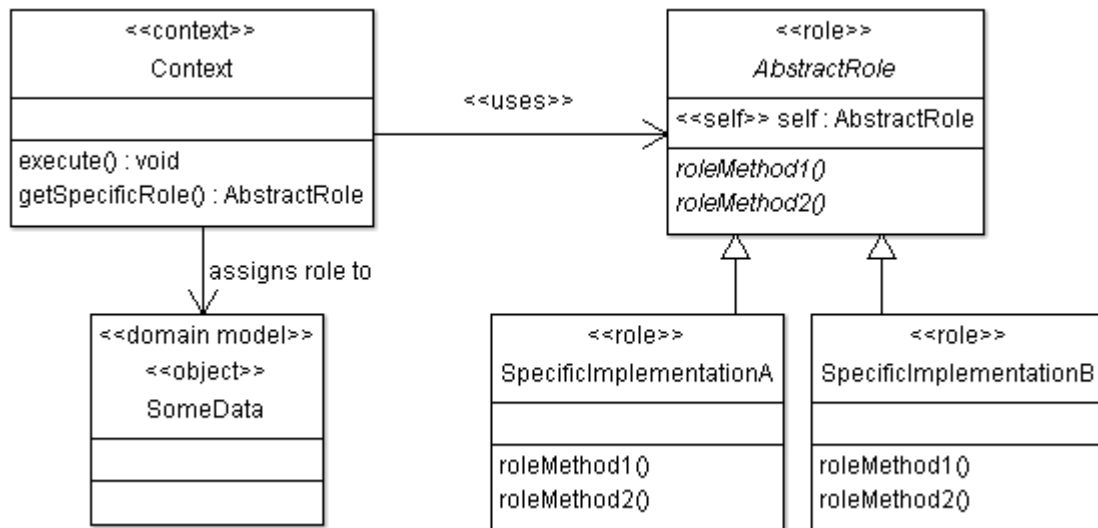 <<context>>
Context
execute() : void
getSpecificRole() : AbstractRole
<<uses>>
<<role>>
AbstractRole
<<self>> self : AbstractRole
roleMethod1()
roleMethod2()
assigns role to
<<domain model>>
<<object>>
SomeData
<<role>>
SpecificImplementationA
roleMethod1()
roleMethod2()
<<role>>
SpecificImplementationB
roleMethod1()
roleMethod2()